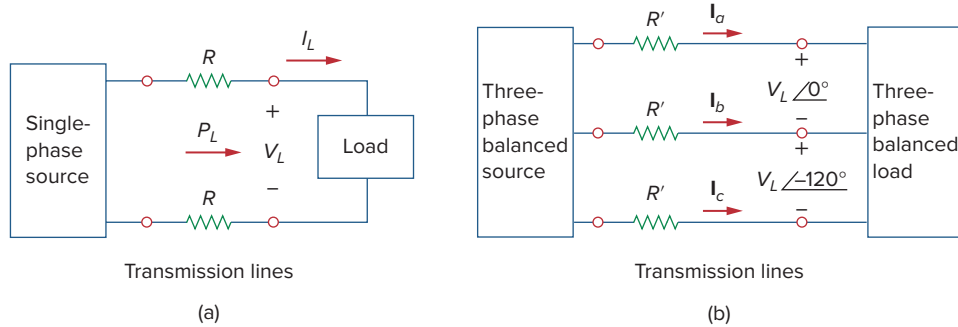 I_L
R
Single-
phase
source
P_L
+
V_L
−
Load
R
Transmission lines
(a)
R′
I_a
+
Three-
phase
balanced
source
R′
I_b
V_L ∠0°
−
+
V_L ∠−120°
Three-
phase
balanced
load
R′
I_c
−
Transmission lines
(b)